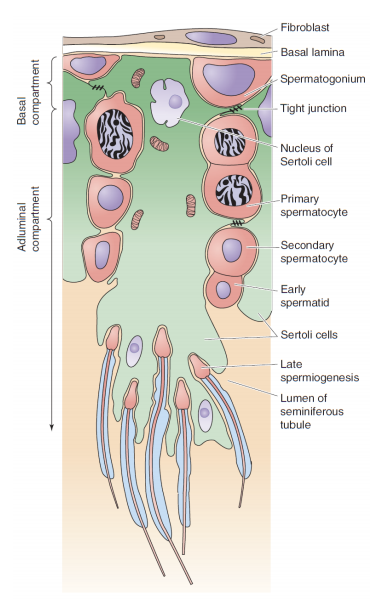 Fibroblast
Basal lamina
Spermatogonium
Tight junction
Nucleus of
Sertoli cell
Primary
spermatocyte
Secondary
spermatocyte
Early
spermatid
Sertoli cells
Late
spermiogenesis
Lumen of
seminiferous
tubule
Basal
compartment
Adluminal
compartment